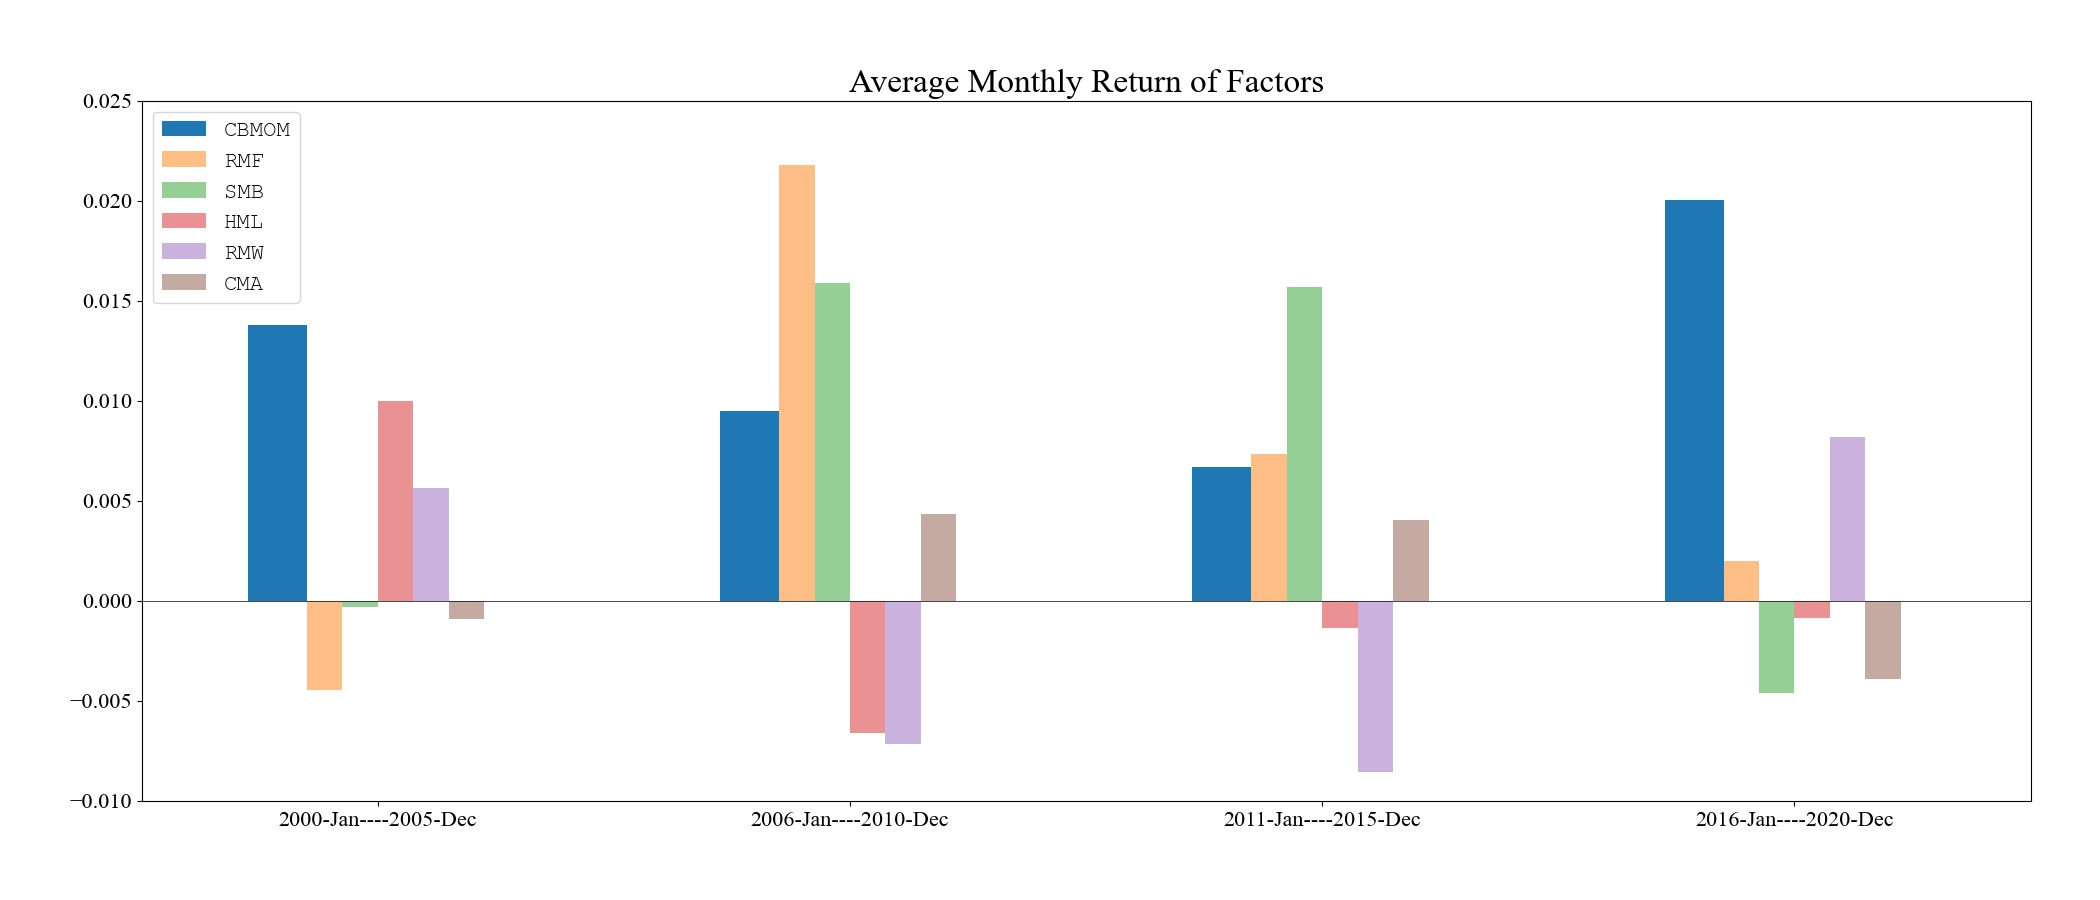 Average Monthly Return of Factors
0.025
0.020
0.015
0.010
0.005
0.000
−0.005
−0.010
CBMOM
RMF
SMB
HML
RMW
CMA
2000-Jan----2005-Dec
2006-Jan----2010-Dec
2011-Jan----2015-Dec
2016-Jan----2020-Dec